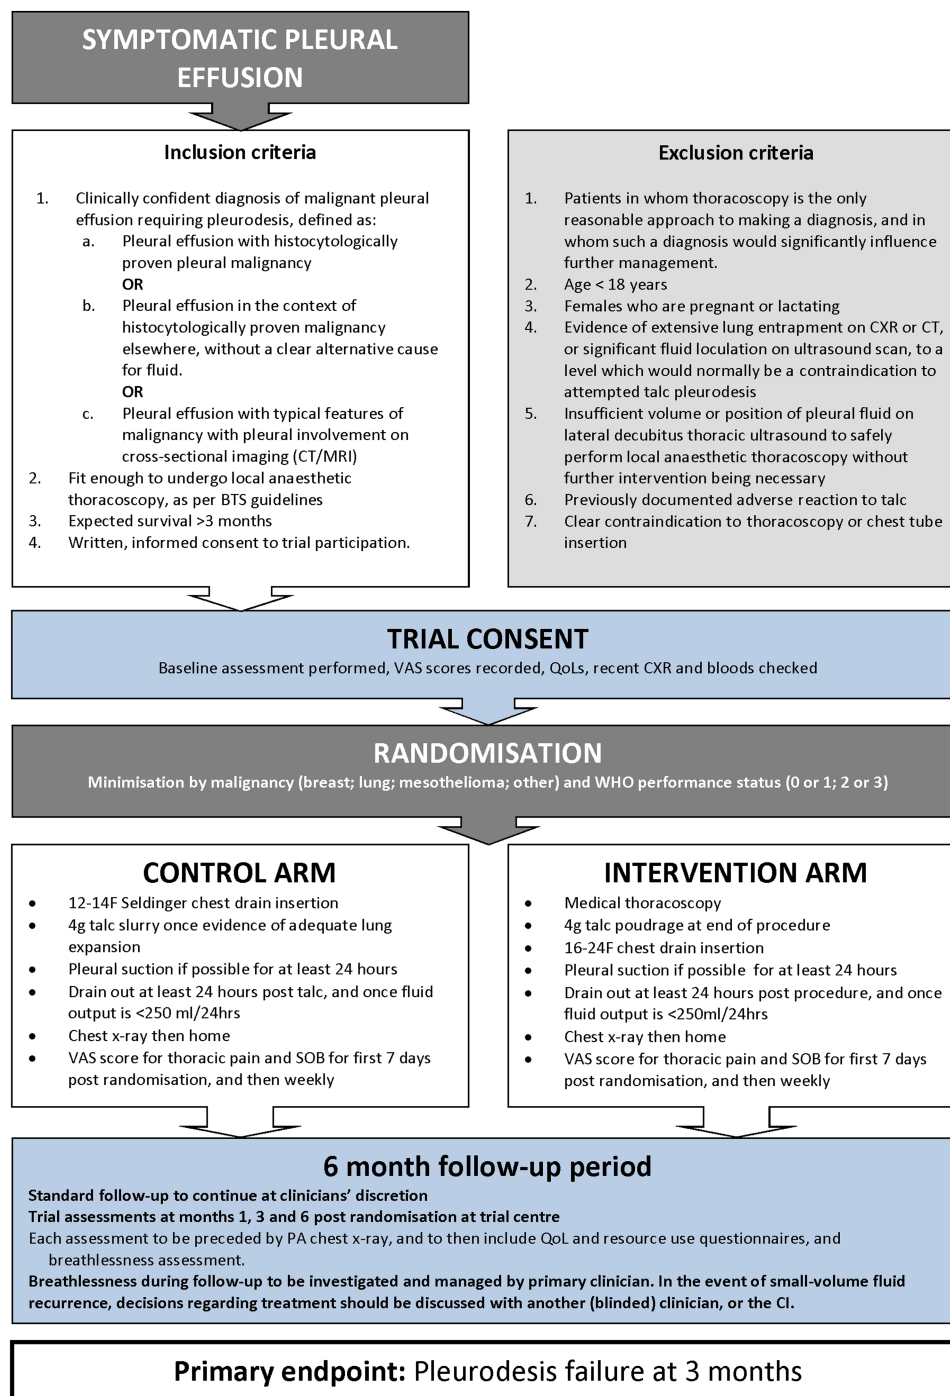 SYMPTOMATIC PLEURAL
EFFUSION
Inclusion criteria
1. Clinically confident diagnosis of malignant pleural
effusion requiring pleurodesis, defined as:
a. Pleural effusion with histocytologically
proven pleural malignancy
OR
b. Pleural effusion in the context of
histocytologically proven malignancy
elsewhere, without a clear alternative cause
for fluid.
OR
c. Pleural effusion with typical features of
malignancy with pleural involvement on
cross-sectional imaging (CT/MRI)
2. Fit enough to undergo local anaesthetic
thoracoscopy, as per BTS guidelines
3. Expected survival >3 months
4. Written, informed consent to trial participation.
Exclusion criteria
1. Patients in whom thoracoscopy is the only
reasonable approach to making a diagnosis, and in
whom such a diagnosis would significantly influence
further management.
2. Age < 18 years
3. Females who are pregnant or lactating
4. Evidence of extensive lung entrapment on CXR or CT,
or significant fluid loculation on ultrasound scan, to a
level which would normally be a contraindication to
attempted talc pleurodesis
5. Insufficient volume or position of pleural fluid on
lateral decubitus thoracic ultrasound to safely
perform local anaesthetic thoracoscopy without
further intervention being necessary
6. Previously documented adverse reaction to talc
7. Clear contraindication to thoracoscopy or chest tube
insertion
TRIAL CONSENT
Baseline assessment performed, VAS scores recorded, QoLs, recent CXR and bloods checked
RANDOMISATION
Minimisation by malignancy (breast; lung; mesothelioma; other) and WHO performance status (0 or 1; 2 or 3)
CONTROL ARM
• 12-14F Seldinger chest drain insertion
• 4g talc slurry once evidence of adequate lung
expansion
• Pleural suction if possible for at least 24 hours
• Drain out at least 24 hours post talc, and once fluid
output is <250 ml/24hrs
• Chest x-ray then home
• VAS score for thoracic pain and SOB for first 7 days
post randomisation, and then weekly
INTERVENTION ARM
• Medical thoracoscopy
• 4g talc poudrage at end of procedure
• 16-24F chest drain insertion
• Pleural suction if possible for at least 24 hours
• Drain out at least 24 hours post procedure, and once
fluid output is <250ml/24hrs
• Chest x-ray then home
• VAS score for thoracic pain and SOB for first 7 days
post randomisation, and then weekly
6 month follow-up period
Standard follow-up to continue at clinicians' discretion
Trial assessments at months 1, 3 and 6 post randomisation at trial centre
Each assessment to be preceded by PA chest x-ray, and to then include QoL and resource use questionnaires, and
breathlessness assessment.
Breathlessness during follow-up to be investigated and managed by primary clinician. In the event of small-volume fluid
recurrence, decisions regarding treatment should be discussed with another (blinded) clinician, or the CI.
Primary endpoint: Pleurodesis failure at 3 months